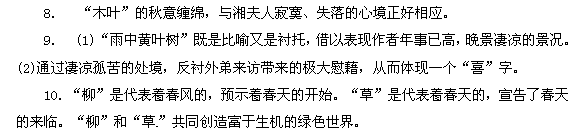 8. “木叶”的秋意缠绵,与湘夫人寂寞、失落的心境正好相应。
9. (1)“雨中黄叶树”既是比喻又是衬托,借以表现作者年事已高,晚景凄凉的景况。
(2)通过凄凉孤苦的处境,反衬外弟来访带来的极大慰藉,从而体现一个“喜”字。
10. “柳”是代表着春风的,预示着春天的开始。“草”是代表着春天的,宣告了春天
的来临。“柳”和“草”共同创造富于生机的绿色世界。